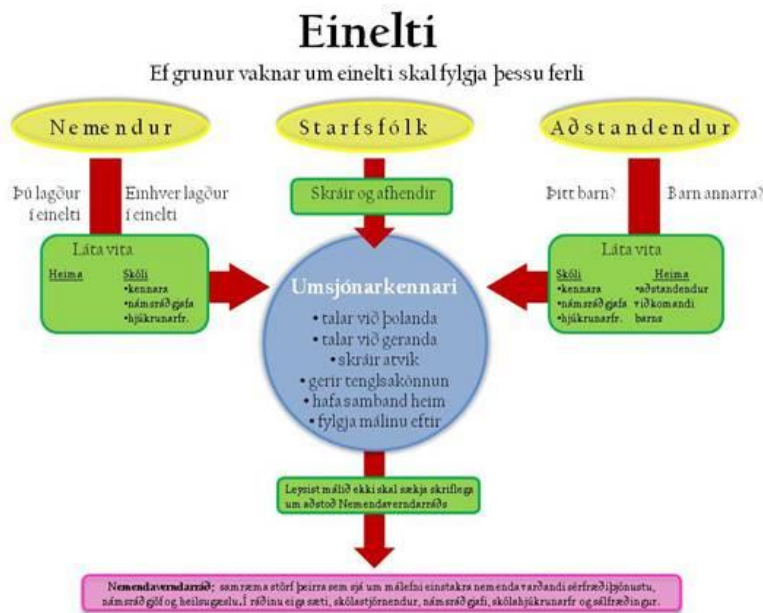 Einelti
Ef grunur vaknar um einelti skal fylgja þessu ferli
Nemendur
Starfsfólk
Aðstandendur
Þú lagður
í einelti
Einhver lagður
í einelti
Skráir og afhendir
Þitt barn?
Barn annarra?
Láta vita
Heima
Skóli
•kennara
•námsráðgjafa
•hjúkrunarfr.
Umsjónarkennari
• talar við þolanda
• talar við geranda
• skráir atvik
• gerir tenglsakönnun
• hafa samband heim
• fylgja málinu eftir
Láta vita
Skóli
•kennara
•námsráðgjafa
•hjúkrunarfr.
Heima
•aðstandendur
viðkomandi
barns
Leysist málið ekki skal sækja skriflega
um aðstoð Nemendaverndarráðs
Nemendaverndarráð; samræma störf þeirra sem sjá um málefni einstakra nemenda varðandi sérfræðiþjónustu,
námsráðgjöf og heilsugæslu. Í ráðinu eiga sæti, skólastjórnendur, námsráðgjafi, skólahjúkrunarfr og sálfræðingur.